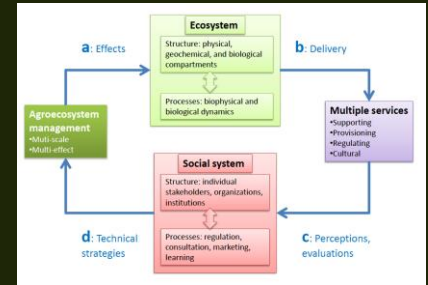 Ecosystem
a: Effects
Structure: physical,
geochemical, and biological
compartments
b: Delivery
Processes: biophysical and
biological dynamics
Agroecosystem
management
•Muti-scale
•Multi-effect
Multiple services
•Supporting
•Provisioning
•Regulating
•Cultural
Social system
Structure: individual
stakeholders, organizations,
institutions
Processes: regulation,
consultation, marketing,
learning
d: Technical
strategies
c: Perceptions,
evaluations